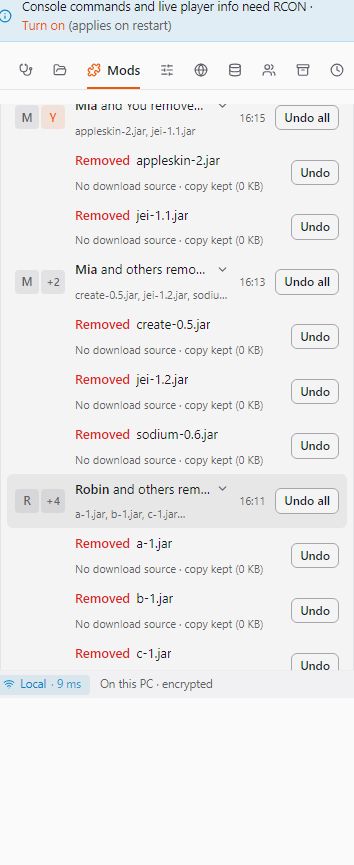 Console commands and live player info need RCON ·
Turn on (applies on restart)
Mods
M Y Mia and You remove... 16:15 Undo all
appleskin-2.jar, jei-1.1.jar
Removed appleskin-2.jar Undo
No download source · copy kept (0 KB)
Removed jei-1.1.jar Undo
No download source · copy kept (0 KB)
M +2 Mia and others remo... 16:13 Undo all
create-0.5.jar, jei-1.2.jar, sodiu...
Removed create-0.5.jar Undo
No download source · copy kept (0 KB)
Removed jei-1.2.jar Undo
No download source · copy kept (0 KB)
Removed sodium-0.6.jar Undo
No download source · copy kept (0 KB)
R +4 Robin and others rem... 16:11 Undo all
a-1.jar, b-1.jar, c-1.jar...
Removed a-1.jar Undo
No download source · copy kept (0 KB)
Removed b-1.jar Undo
No download source · copy kept (0 KB)
Removed c-1.jar Undo
Local · 9 ms On this PC · encrypted